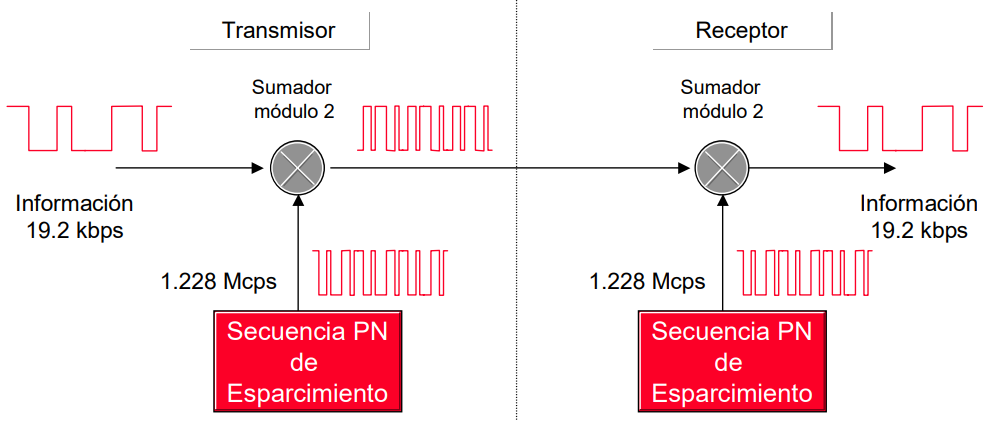 Transmisor
Receptor
Sumador
módulo 2
Sumador
módulo 2
Información
19.2 kbps
Información
19.2 kbps
1.228 Mcps
1.228 Mcps
Secuencia PN
de
Esparcimiento
Secuencia PN
de
Esparcimiento